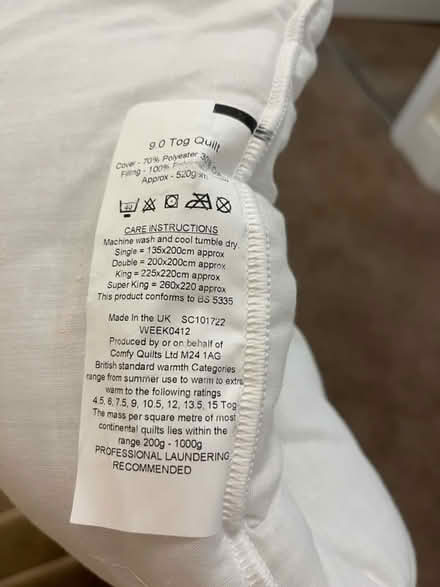 9.0 Tog Quilt
Cover - 70% Polyester
Filling - 100%
Approx - 520g
40
CARE INSTRUCTIONS
Machine wash and cool tumble dry.
Single = 135x200cm approx
Double = 200x200cm approx
King = 225x220cm approx
Super King = 260x220 approx
This product conforms to BS 5335
Made in the UK SC101722
WEEK0412
Produced by or on behalf of
Comfy Quilts Ltd M24 1AG
British standard warmth Categories
range from summer use to warm to extra
warm to the following ratings
4.5, 6, 7.5, 9, 10.5, 12, 13.5, 15 Tog
The mass per square metre of most
continental quilts lies within the
range 200g - 1000g
PROFESSIONAL LAUNDERING
RECOMMENDED